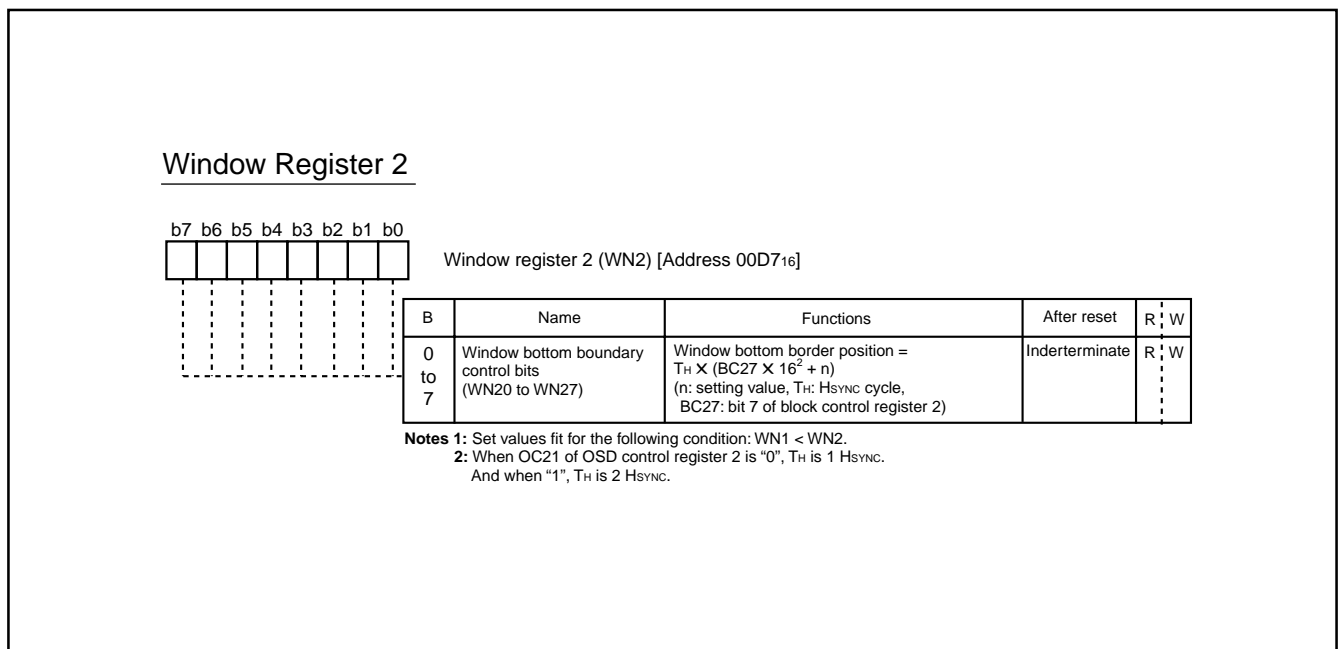 Window Register 2
b7 b6 b5 b4 b3 b2 b1 b0
Window register 2 (WN2) [Address 00D7₁₆]
B Name Functions After reset R W
0 to 7
Window bottom boundary
control bits
(WN20 to WN27)
Window bottom border position =
TH X (BC27 X 16² + n)
(n: setting value, TH: HSYNC cycle,
BC27: bit 7 of block control register 2)
Inderterminate R W
Notes 1: Set values fit for the following condition: WN1 < WN2.
2: When OC21 of OSD control register 2 is “0”, TH is 1 HSYNC.
And when “1”, TH is 2 HSYNC.